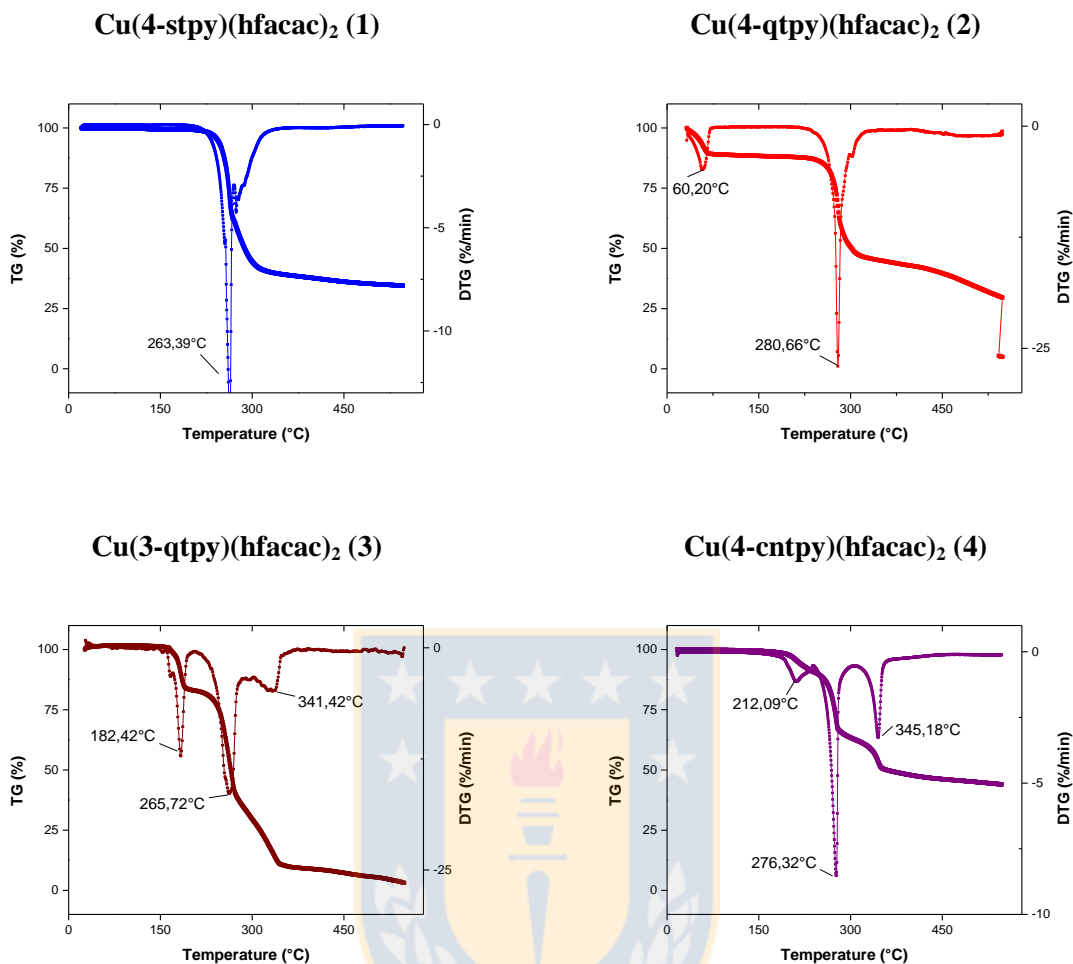 Cu(4-stpy)(hfacac)₂ (1)
Cu(4-qtpy)(hfacac)₂ (2)
100
75
50
25
0
TG (%)
0
-5
-10
DTG (%/min)
263,39°C
0
150
300
450
Temperature (°C)
100
75
50
25
0
TG (%)
0
-25
DTG (%/min)
60,20°C
280,66°C
0
150
300
450
Temperature (°C)
Cu(3-qtpy)(hfacac)₂ (3)
Cu(4-cntpy)(hfacac)₂ (4)
100
75
50
25
0
TG (%)
0
-25
DTG (%/min)
182,42°C
265,72°C
341,42°C
0
150
300
450
Temperature (°C)
100
75
50
25
0
TG (%)
0
-5
-10
DTG (%/min)
212,09°C
345,18°C
276,32°C
0
150
300
450
Temperature (°C)